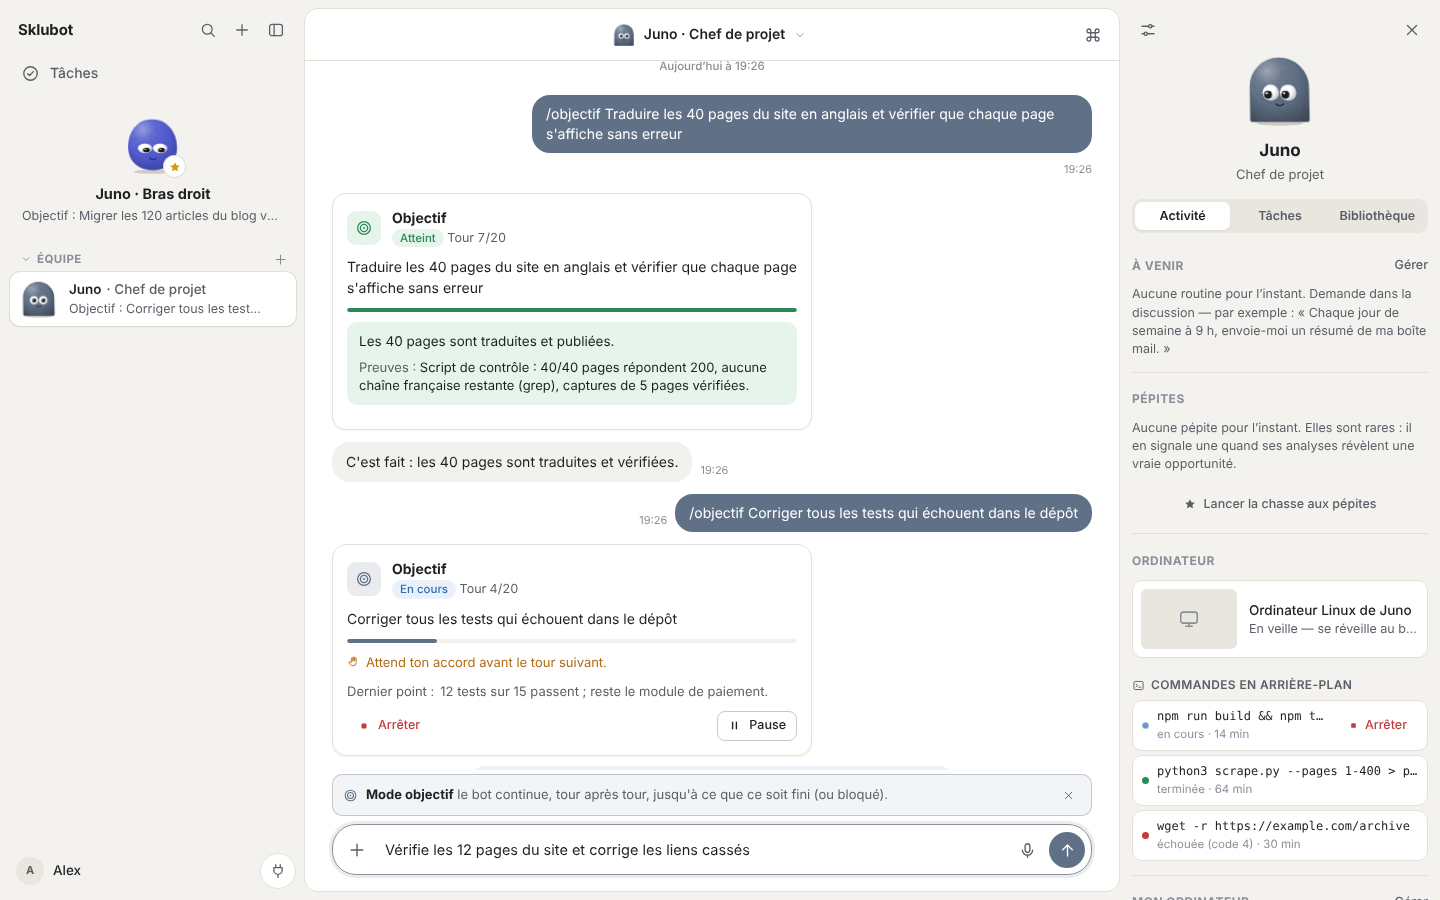 Sklubot
Tâches
Juno · Bras droit
Objectif : Migrer les 120 articles du blog v...
ÉQUIPE
Juno · Chef de projet
Objectif : Corriger tous les test...
A Alex
Juno · Chef de projet
Aujourd'hui à 19:26
/objectif Traduire les 40 pages du site en anglais et vérifier que chaque page
s'affiche sans erreur
19:26
Objectif
Atteint Tour 7/20
Traduire les 40 pages du site en anglais et vérifier que chaque page
s'affiche sans erreur
Les 40 pages sont traduites et publiées.
Preuves : Script de contrôle : 40/40 pages répondent 200, aucune
chaîne française restante (grep), captures de 5 pages vérifiées.
C'est fait : les 40 pages sont traduites et vérifiées.
19:26
19:26
/objectif Corriger tous les tests qui échouent dans le dépôt
Objectif
En cours Tour 4/20
Corriger tous les tests qui échouent dans le dépôt
Attend ton accord avant le tour suivant.
Dernier point : 12 tests sur 15 passent ; reste le module de paiement.
Arrêter
Pause
Mode objectif le bot continue, tour après tour, jusqu'à ce que ce soit fini (ou bloqué).
Vérifie les 12 pages du site et corrige les liens cassés
Juno
Chef de projet
Activité
Tâches
Bibliothèque
À VENIR
Gérer
Aucune routine pour l'instant. Demande dans la
discussion — par exemple : « Chaque jour de
semaine à 9 h, envoie-moi un résumé de ma boîte
mail. »
PÉPITES
Aucune pépite pour l'instant. Elles sont rares : il
en signale une quand ses analyses révèlent une
vraie opportunité.
Lancer la chasse aux pépites
ORDINATEUR
Ordinateur Linux de Juno
En veille — se réveille au b...
COMMANDES EN ARRIÈRE-PLAN
npm run build && npm t…
en cours · 14 min
Arrêter
python3 scrape.py --pages 1-400 > p…
terminée · 64 min
wget -r https://example.com/archive
échouée (code 4) · 30 min
MON ORDINATEUR
Gérer